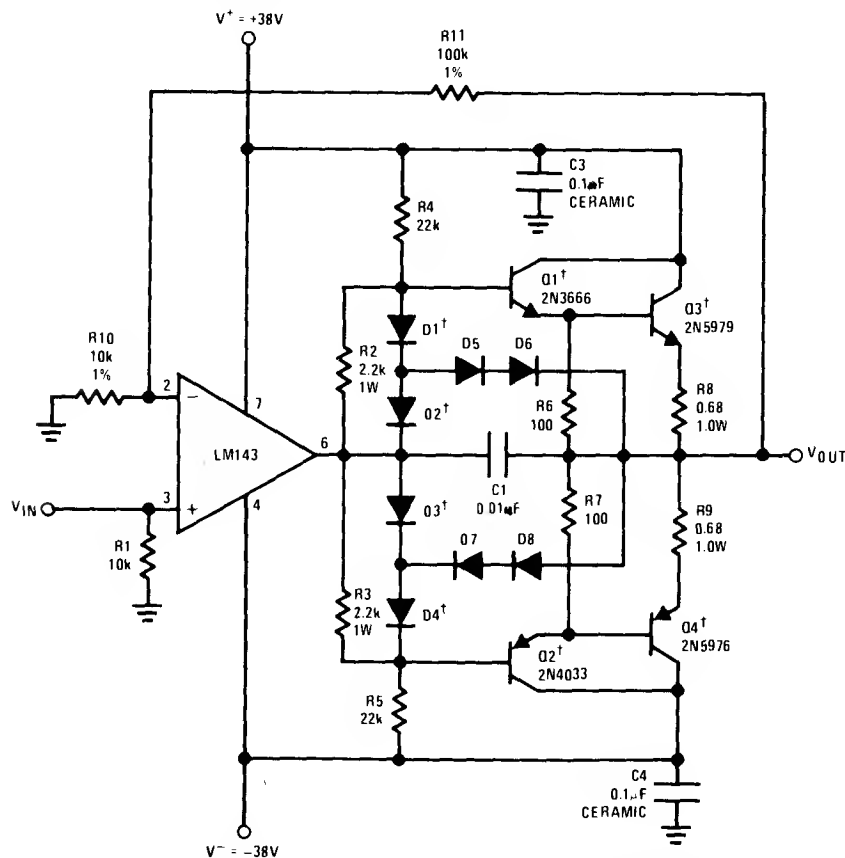 V+ = +38V
R11
100k
1%
C3
0.1μF
CERAMIC
R4
22k
Q1†
2N3666
Q3†
2N5979
D1†
D5 D6
R10
10k
1%
R2
2.2k
1W
R6
100
R8
0.68
1.0W
2
−
7
D2†
LM143
6
VOUT
VIN
3
+
4
C1
0.01μF
R1
10k
D3†
R7
100
R9
0.68
1.0W
D7 D8
R3
2.2k
1W
D4†
Q4†
2N5976
Q2†
2N4033
R5
22k
C4
0.1μF
CERAMIC
V− = −38V